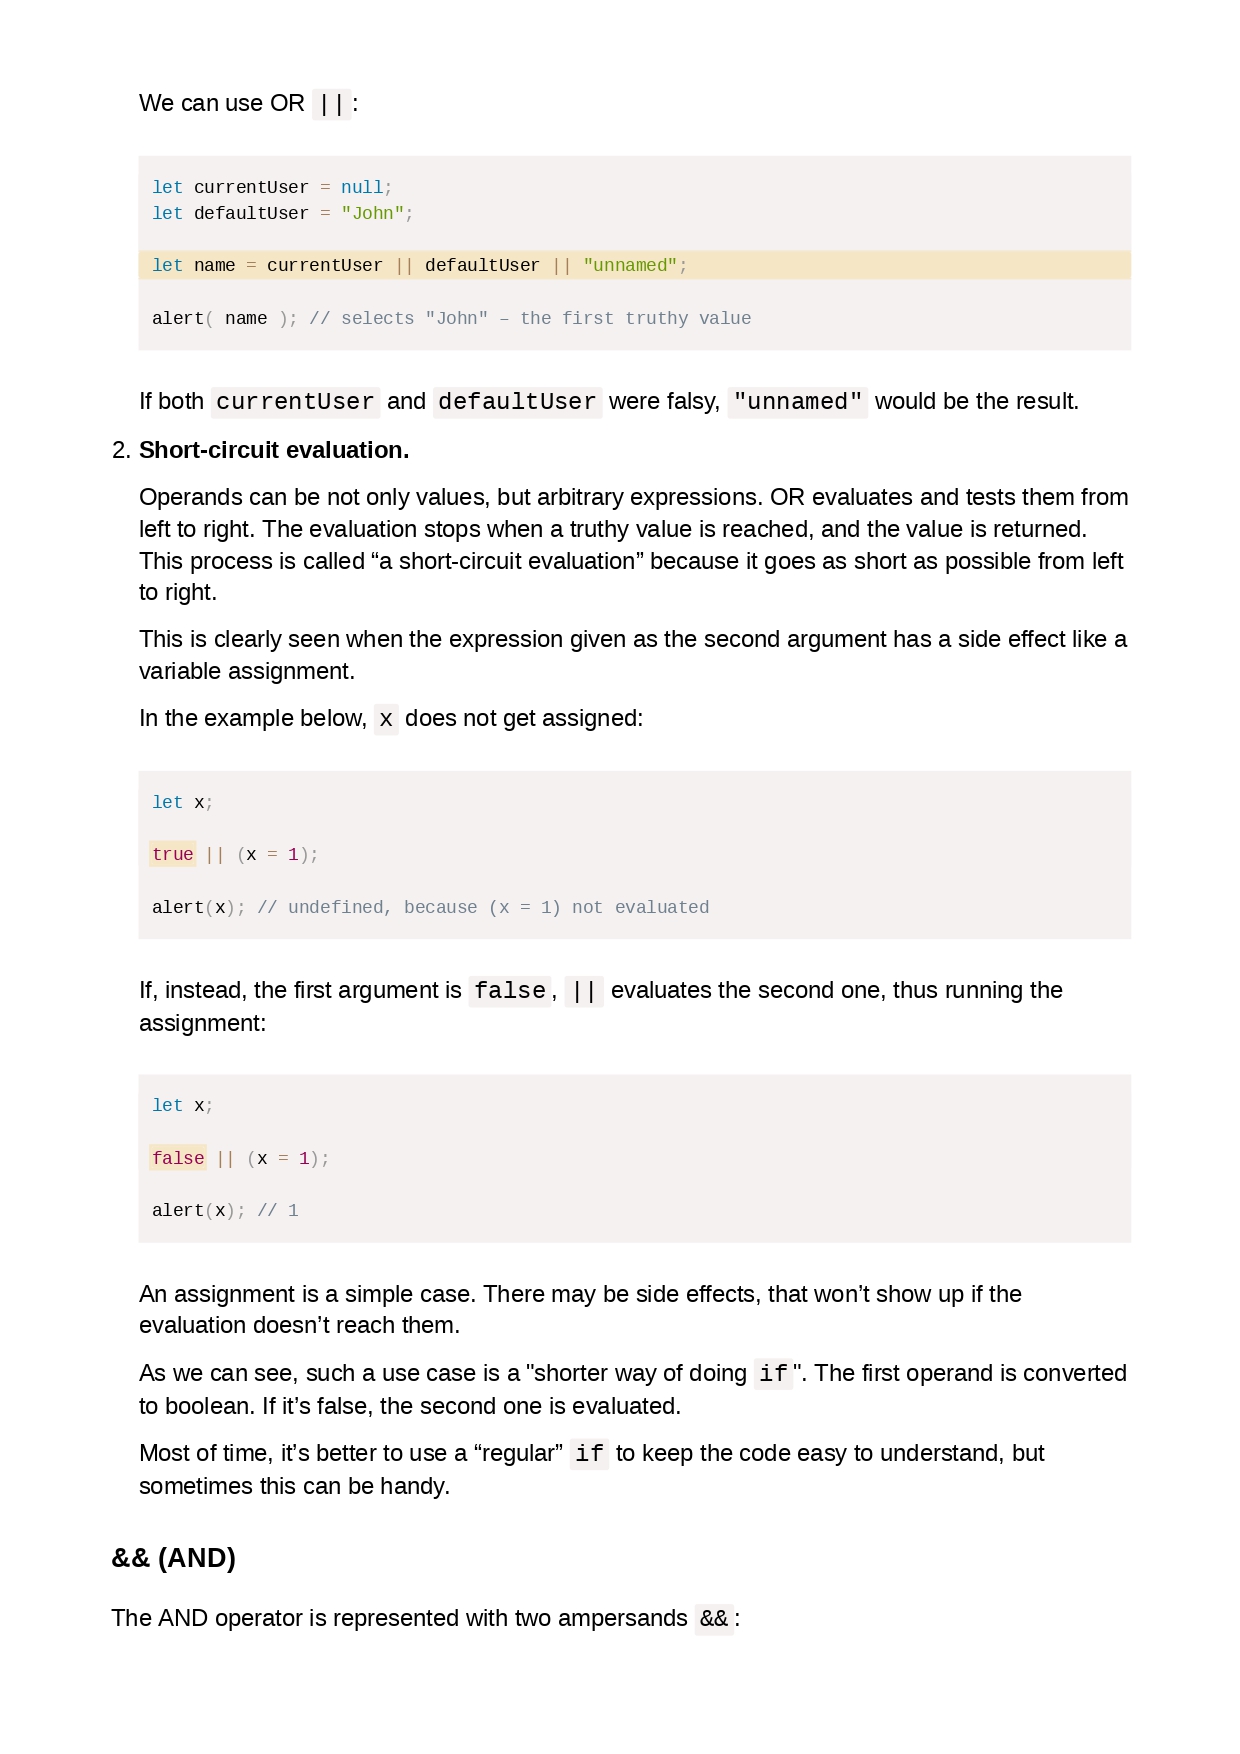 We can use OR ||:
let currentUser = null;
let defaultUser = "John";
let name = currentUser || defaultUser || "unnamed";
alert( name ); // selects "John" – the first truthy value
If both currentUser and defaultUser were falsy, "unnamed" would be the result.
2. Short-circuit evaluation.
Operands can be not only values, but arbitrary expressions. OR evaluates and tests them from
left to right. The evaluation stops when a truthy value is reached, and the value is returned.
This process is called “a short-circuit evaluation” because it goes as short as possible from left
to right.
This is clearly seen when the expression given as the second argument has a side effect like a
variable assignment.
In the example below, x does not get assigned:
let x;
true || (x = 1);
alert(x); // undefined, because (x = 1) not evaluated
If, instead, the first argument is false, || evaluates the second one, thus running the
assignment:
let x;
false || (x = 1);
alert(x); // 1
An assignment is a simple case. There may be side effects, that won’t show up if the
evaluation doesn’t reach them.
As we can see, such a use case is a "shorter way of doing if". The first operand is converted
to boolean. If it’s false, the second one is evaluated.
Most of time, it’s better to use a “regular” if to keep the code easy to understand, but
sometimes this can be handy.
&& (AND)
The AND operator is represented with two ampersands &&: